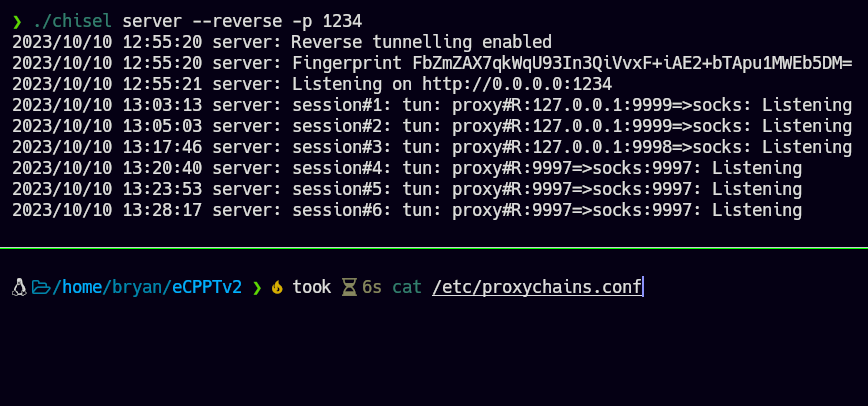 ❯ ./chisel server --reverse -p 1234
2023/10/10 12:55:20 server: Reverse tunnelling enabled
2023/10/10 12:55:20 server: Fingerprint FbZmZAX7qkWqU93In3QiVvxF+iAE2+bTApu1MWEb5DM=
2023/10/10 12:55:21 server: Listening on http://0.0.0.0:1234
2023/10/10 13:03:13 server: session#1: tun: proxy#R:127.0.0.1:9999=>socks: Listening
2023/10/10 13:05:03 server: session#2: tun: proxy#R:127.0.0.1:9999=>socks: Listening
2023/10/10 13:17:46 server: session#3: tun: proxy#R:127.0.0.1:9998=>socks: Listening
2023/10/10 13:20:40 server: session#4: tun: proxy#R:9997=>socks:9997: Listening
2023/10/10 13:23:53 server: session#5: tun: proxy#R:9997=>socks:9997: Listening
2023/10/10 13:28:17 server: session#6: tun: proxy#R:9997=>socks:9997: Listening
/home/bryan/eCPPTv2 ❯ took 6s cat /etc/proxychains.conf